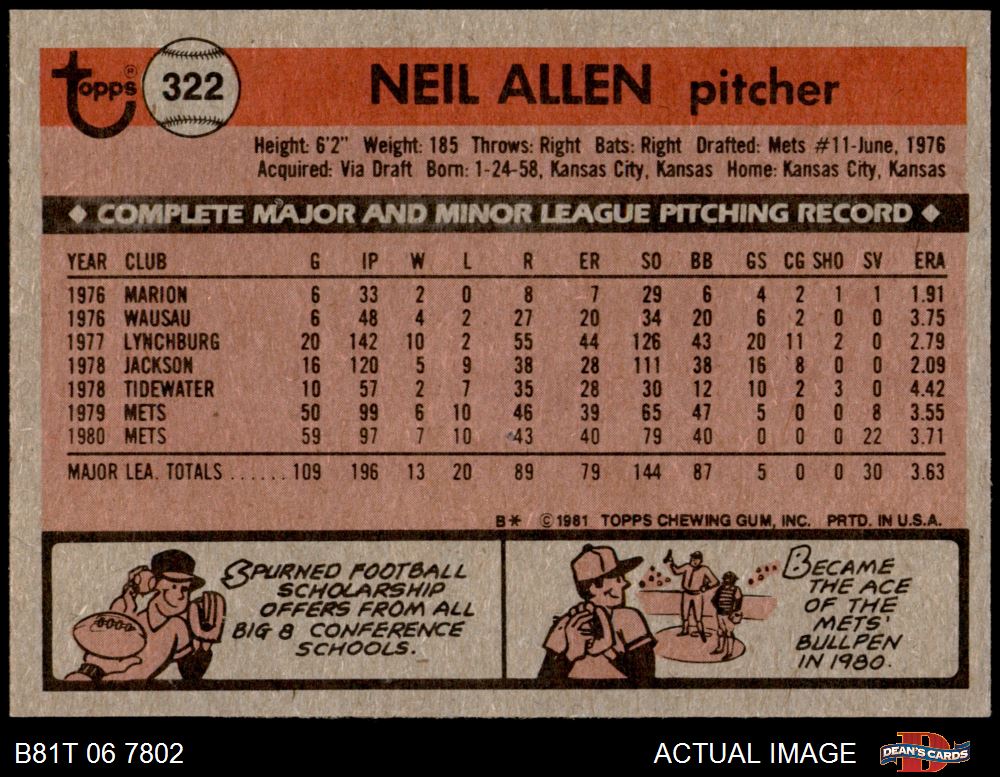 Topps® 322 NEIL ALLEN pitcher
Height: 6'2" Weight: 185 Throws: Right Bats: Right Drafted: Mets #11-June, 1976
Acquired: Via Draft Born: 1-24-58, Kansas City, Kansas Home: Kansas City, Kansas
◆ COMPLETE MAJOR AND MINOR LEAGUE PITCHING RECORD ◆
YEAR CLUB G IP W L R ER SO BB GS CG SHO SV ERA
1976 MARION 6 33 2 0 8 7 29 6 4 2 1 1 1.91
1976 WAUSAU 6 48 4 2 27 20 34 20 6 2 0 0 3.75
1977 LYNCHBURG 20 142 10 2 55 44 126 43 20 11 2 0 2.79
1978 JACKSON 16 120 5 9 38 28 111 38 16 8 0 0 2.09
1978 TIDEWATER 10 57 2 7 35 28 30 12 10 2 3 0 4.42
1979 METS 50 99 6 10 46 39 65 47 5 0 0 8 3.55
1980 METS 59 97 7 10 43 40 79 40 0 0 0 22 3.71
MAJOR LEA. TOTALS ...... 109 196 13 20 89 79 144 87 5 0 0 30 3.63
B* ©1981 TOPPS CHEWING GUM, INC. PRTD. IN U.S.A.
SPURNED FOOTBALL
SCHOLARSHIP
OFFERS FROM ALL
BIG 8 CONFERENCE
SCHOOLS.
BECAME
THE ACE
OF THE
METS'
BULLPEN
IN 1980.
B81T 06 7802 ACTUAL IMAGE DEAN'S CARDS